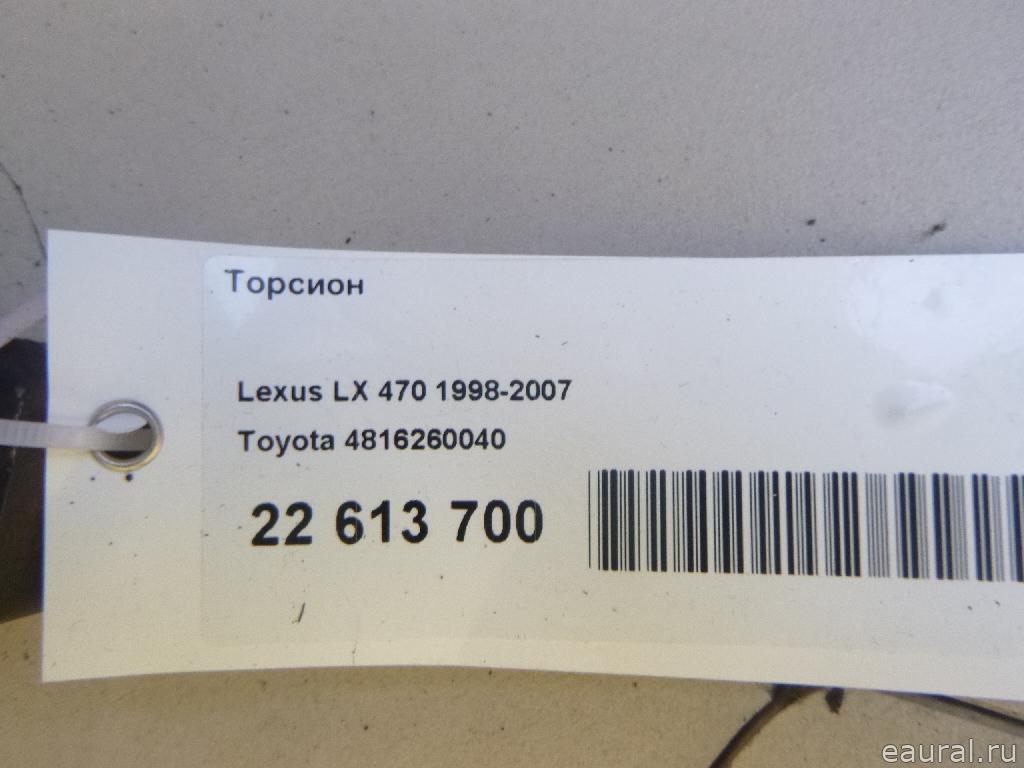 Торсион
Lexus LX 470 1998-2007
Toyota 4816260040
22 613 700
eaural.ru